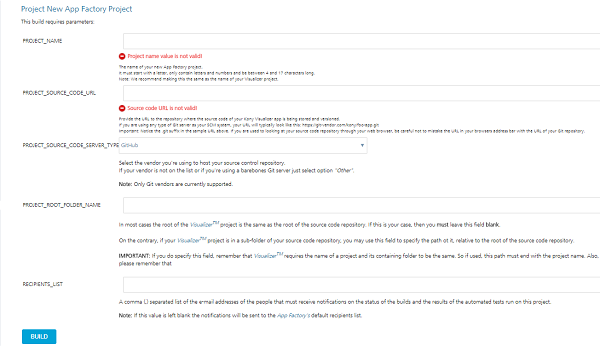 Project New App Factory Project
This build requires parameters:
PROJECT_NAME
Project name value is not valid!
The name of your new App Factory project.
It must start with a letter, only contain letters and numbers and be between 4 and 17 characters long.
Note: We recommend making this the same as the name of your Visualizer project.
PROJECT_SOURCE_CODE_URL
Source code URL is not valid!
Provide the URL to the repository where the source code of your Kony Visualizer app is being stored and versioned.
If you are using any type of Git server as your SCM system, your URL will typically look like this:
Important: Notice the .git suffix in the sample URL above. If you are used to looking at your source code repository through your web browser, be careful not to mistake the URL in your browsers address bar with the URL of your Git repository.
PROJECT_SOURCE_CODE_SERVER_TYPE GitHub
Select the vendor you're using to host your source control repository.
If your vendor is not on the list or if you're using a barebones Git server just select option "Other".
Note: Only Git vendors are currently supported.
PROJECT_ROOT_FOLDER_NAME
In most cases the root of the Visualizer™ project is the same as the root of the source code repository. If this is your case, then you must leave this field blank.
On the contrary, if your Visualizer™ project is in a sub-folder of your source code repository, you may use this field to specify the path ot it, relative to the root of the source code repository.
IMPORTANT: If you do specify this field, remember that Visualizer™ requires the name of a project and its containing folder to be the same. So if used, this path must end with the project name. Also,
please remember that
RECIPIENTS_LIST
A comma (,) separated list of the e-mail addresses of the people that must receive notifications on the status of the builds and the results of the automated tests run on this project.
Note: If this value is left blank the notifications will be sent to the App Factory's default recipients list.
BUILD